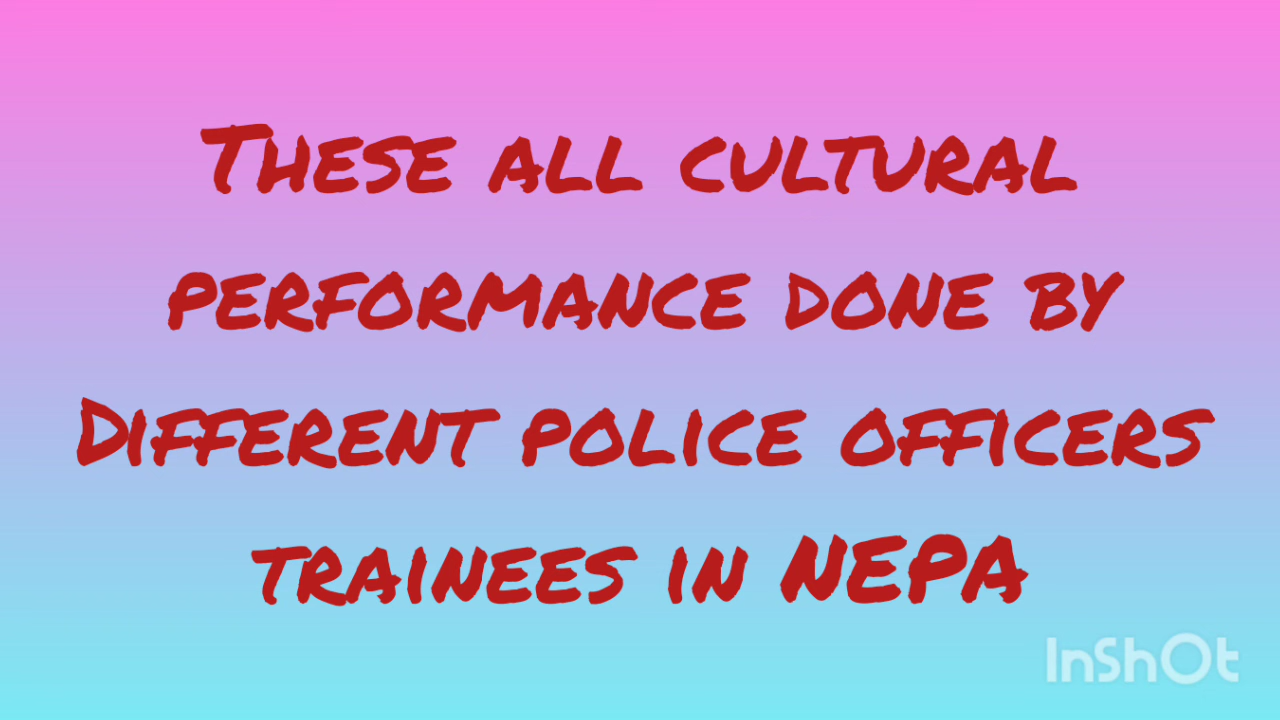 These all cultural
performance done by
Different police officers
trainees in NEPA
InShOt